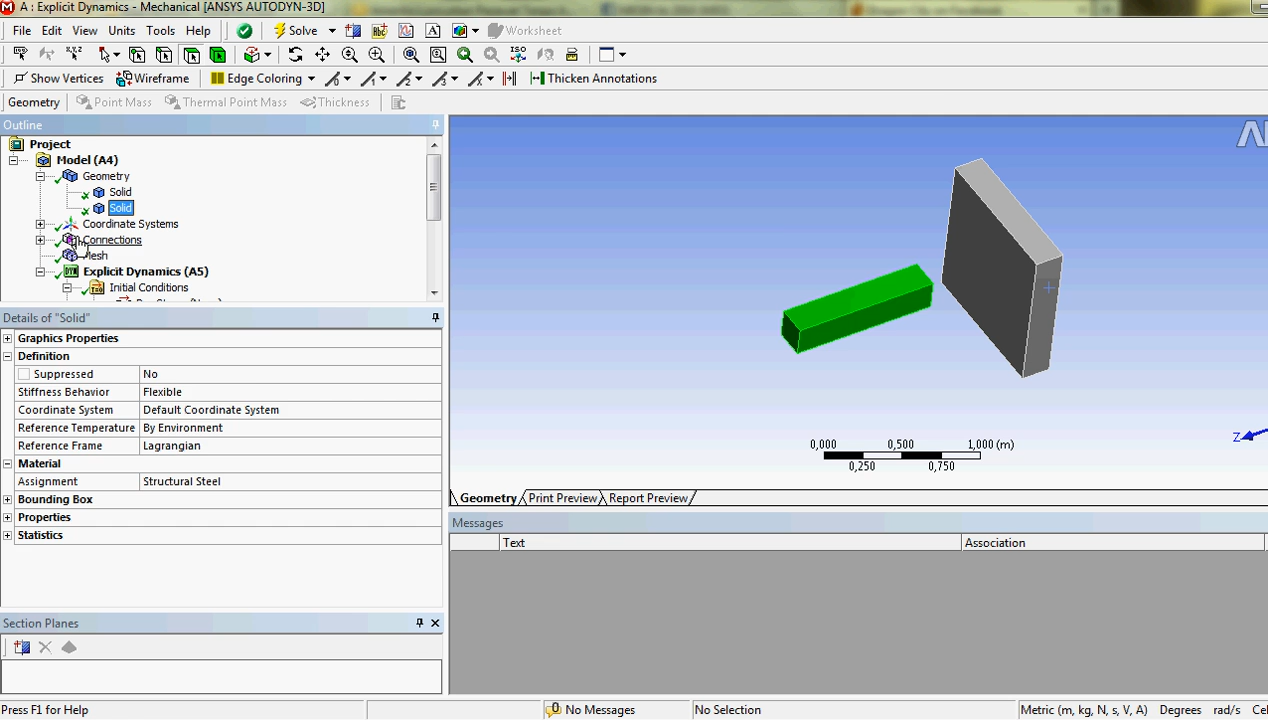 A : Explicit Dynamics - Mechanical [ANSYS AUTODYN-3D]
File Edit View Units Tools Help Solve Worksheet
Show Vertices Wireframe Edge Coloring Thicken Annotations
Geometry Point Mass Thermal Point Mass Thickness
Outline
Project
Model (A4)
Geometry
Solid
Solid
Coordinate Systems
Connections
Mesh
Explicit Dynamics (A5)
Initial Conditions
Details of "Solid"
Graphics Properties
Definition
Suppressed No
Stiffness Behavior Flexible
Coordinate System Default Coordinate System
Reference Temperature By Environment
Reference Frame Lagrangian
Material
Assignment Structural Steel
Bounding Box
Properties
Statistics
Section Planes
Z
0,000 0,500 1,000 (m)
0,250 0,750
Geometry Print Preview Report Preview
Messages
Text Association
Press F1 for Help 0 No Messages No Selection Metric (m, kg, N, s, V, A) Degrees rad/s Cel